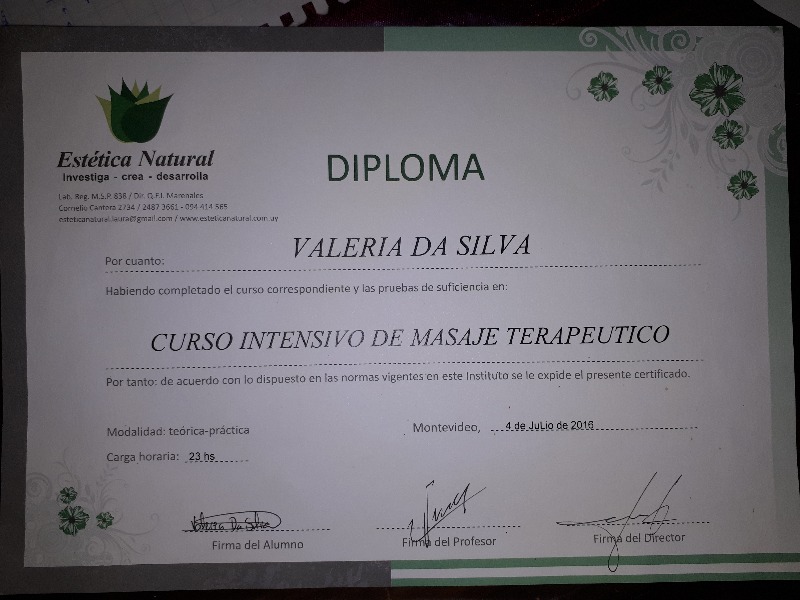 Estética Natural
Investiga - crea - desarrolla
Lab. Reg. M.S.P. 838 / Dir. Q.F.I. Marenales
Cornelio Cantera 2734 / 2487 3661 - 094 414 565
esteticanatural.laura@gmail.com / www.esteticanatural.com.uy
DIPLOMA
Por cuanto: VALERIA DA SILVA
Habiendo completado el curso correspondiente y las pruebas de suficiencia en:
CURSO INTENSIVO DE MASAJE TERAPEUTICO
Por tanto: de acuerdo con lo dispuesto en las normas vigentes en este Instituto se le expide el presente certificado.
Modalidad: teórica-práctica
Montevideo, 4 de JuLio de 2016
Carga horaria: 23 hs
Valeria Da Silva
Firma del Alumno
Firma del Profesor
Firma del Director